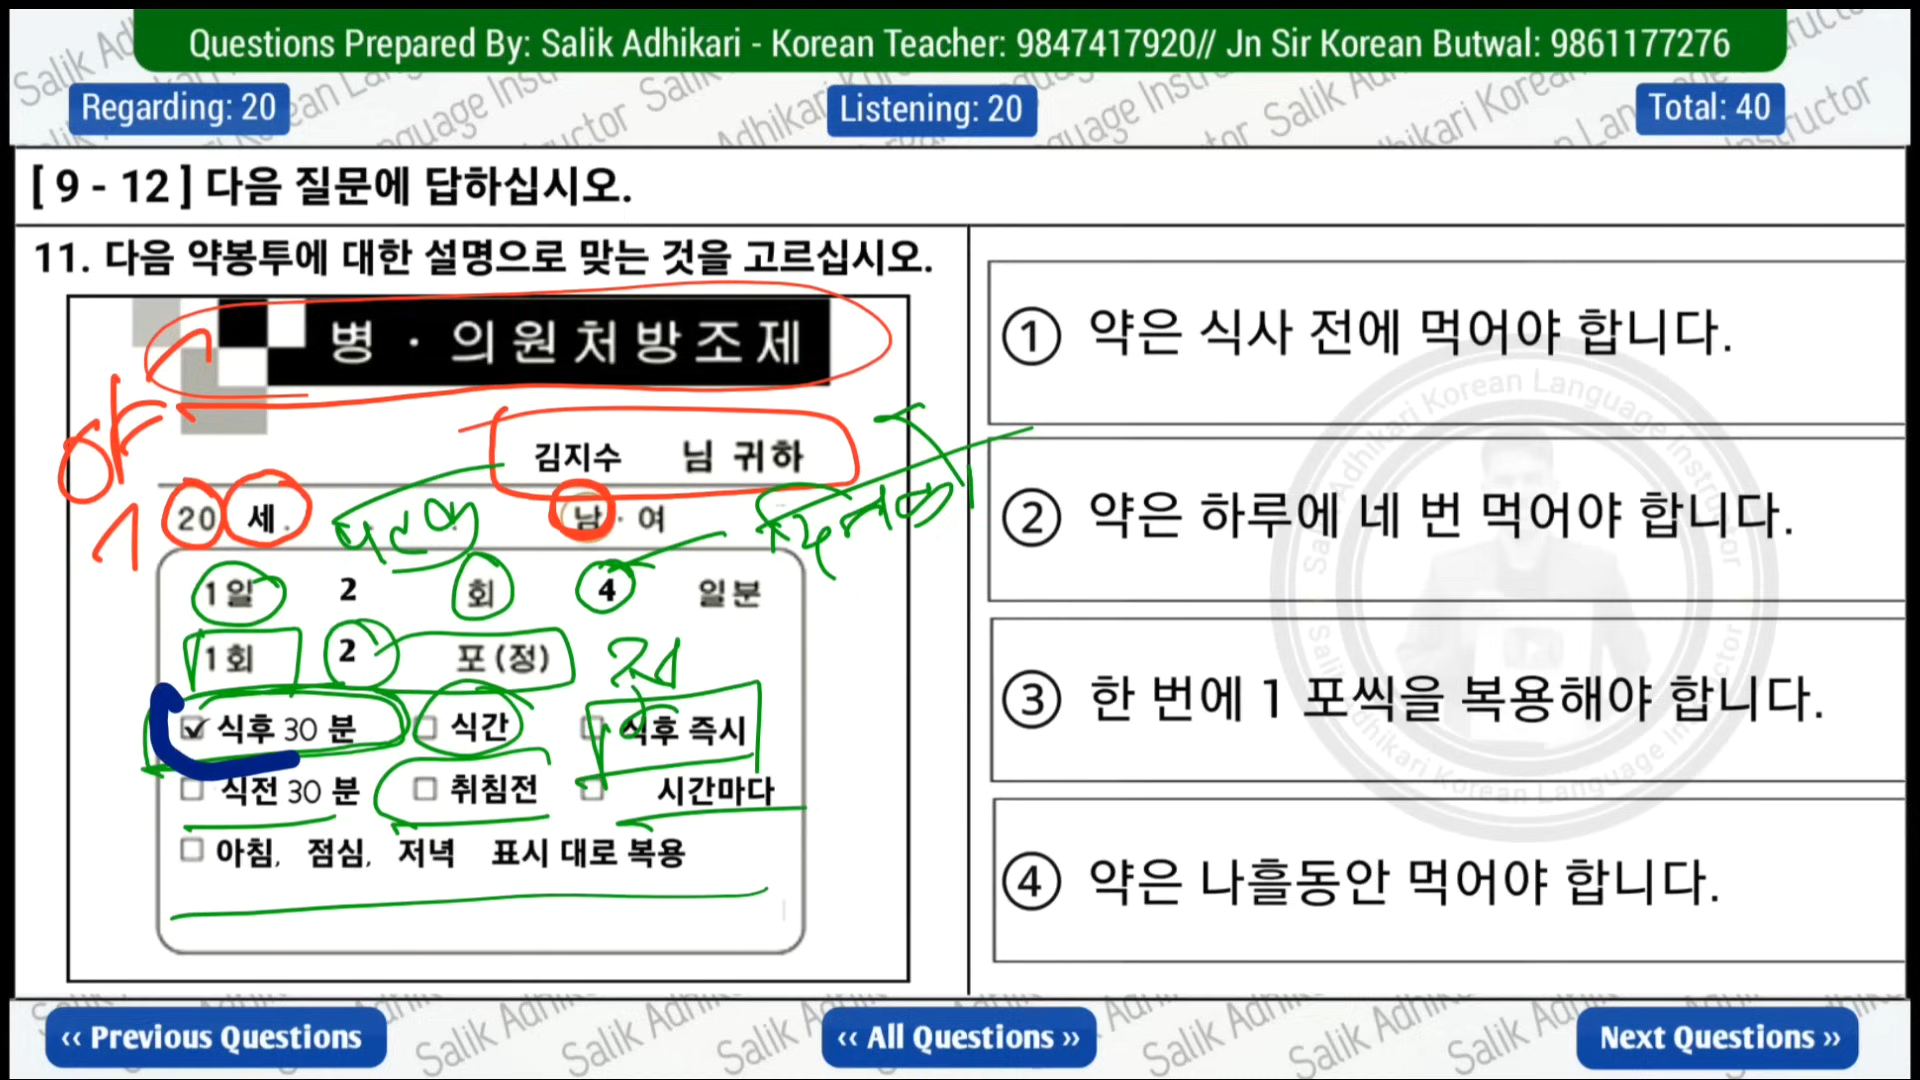 Questions Prepared By: Salik Adhikari - Korean Teacher: 9847417920// Jn Sir Korean Butwal: 9861177276
Regarding: 20
Listening: 20
Total: 40
[ 9 - 12 ] 다음 질문에 답하십시오.
11. 다음 약봉투에 대한 설명으로 맞는 것을 고르십시오.
병 · 의원처방조제
김지수 님 귀하
20 세. 남 · 여
1일 2 회 4 일분
1회 2 포 (정)
식후 30 분 식간 식후 즉시
식전 30 분 취침전 시간마다
아침, 점심, 저녁 표시 대로 복용
① 약은 식사 전에 먹어야 합니다.
② 약은 하루에 네 번 먹어야 합니다.
③ 한 번에 1 포씩을 복용해야 합니다.
④ 약은 나흘동안 먹어야 합니다.
‹‹ Previous Questions
‹‹ All Questions ››
Next Questions ››